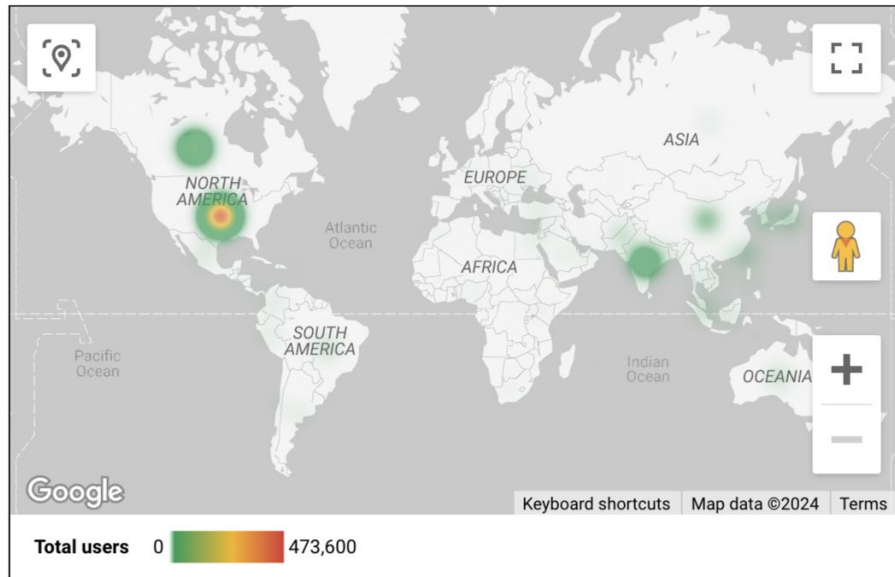 ASIA
NORTH
AMERICA
EUROPE
Atlantic
Ocean
AFRICA
SOUTH
AMERICA
Pacific
Ocean
Indian
Ocean
OCEANIA
Google
Keyboard shortcuts
Map data ©2024
Terms
Total users 0 473,600